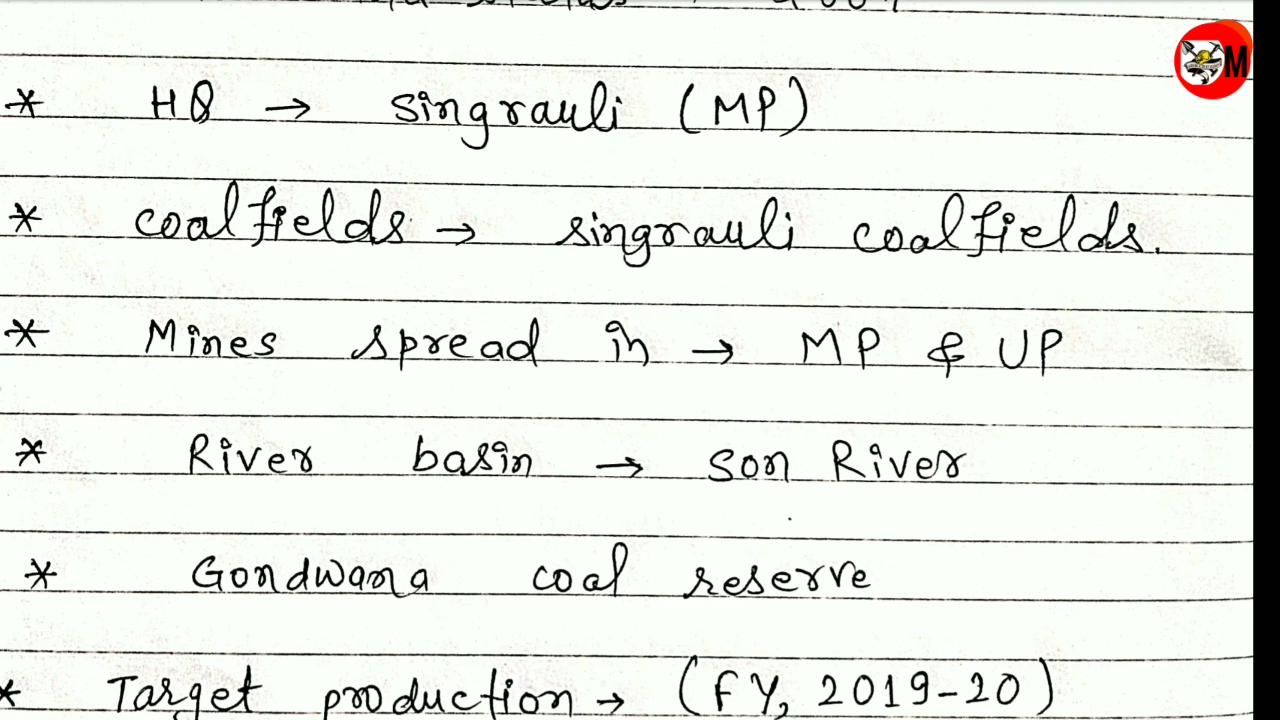 * HQ → singrauli (MP)
* coalfields → singrauli coalfields.
* Mines spread in → MP & UP
* River basin → son River
* Gondwana coal reserve
* Target production → (FY, 2019-20)
M